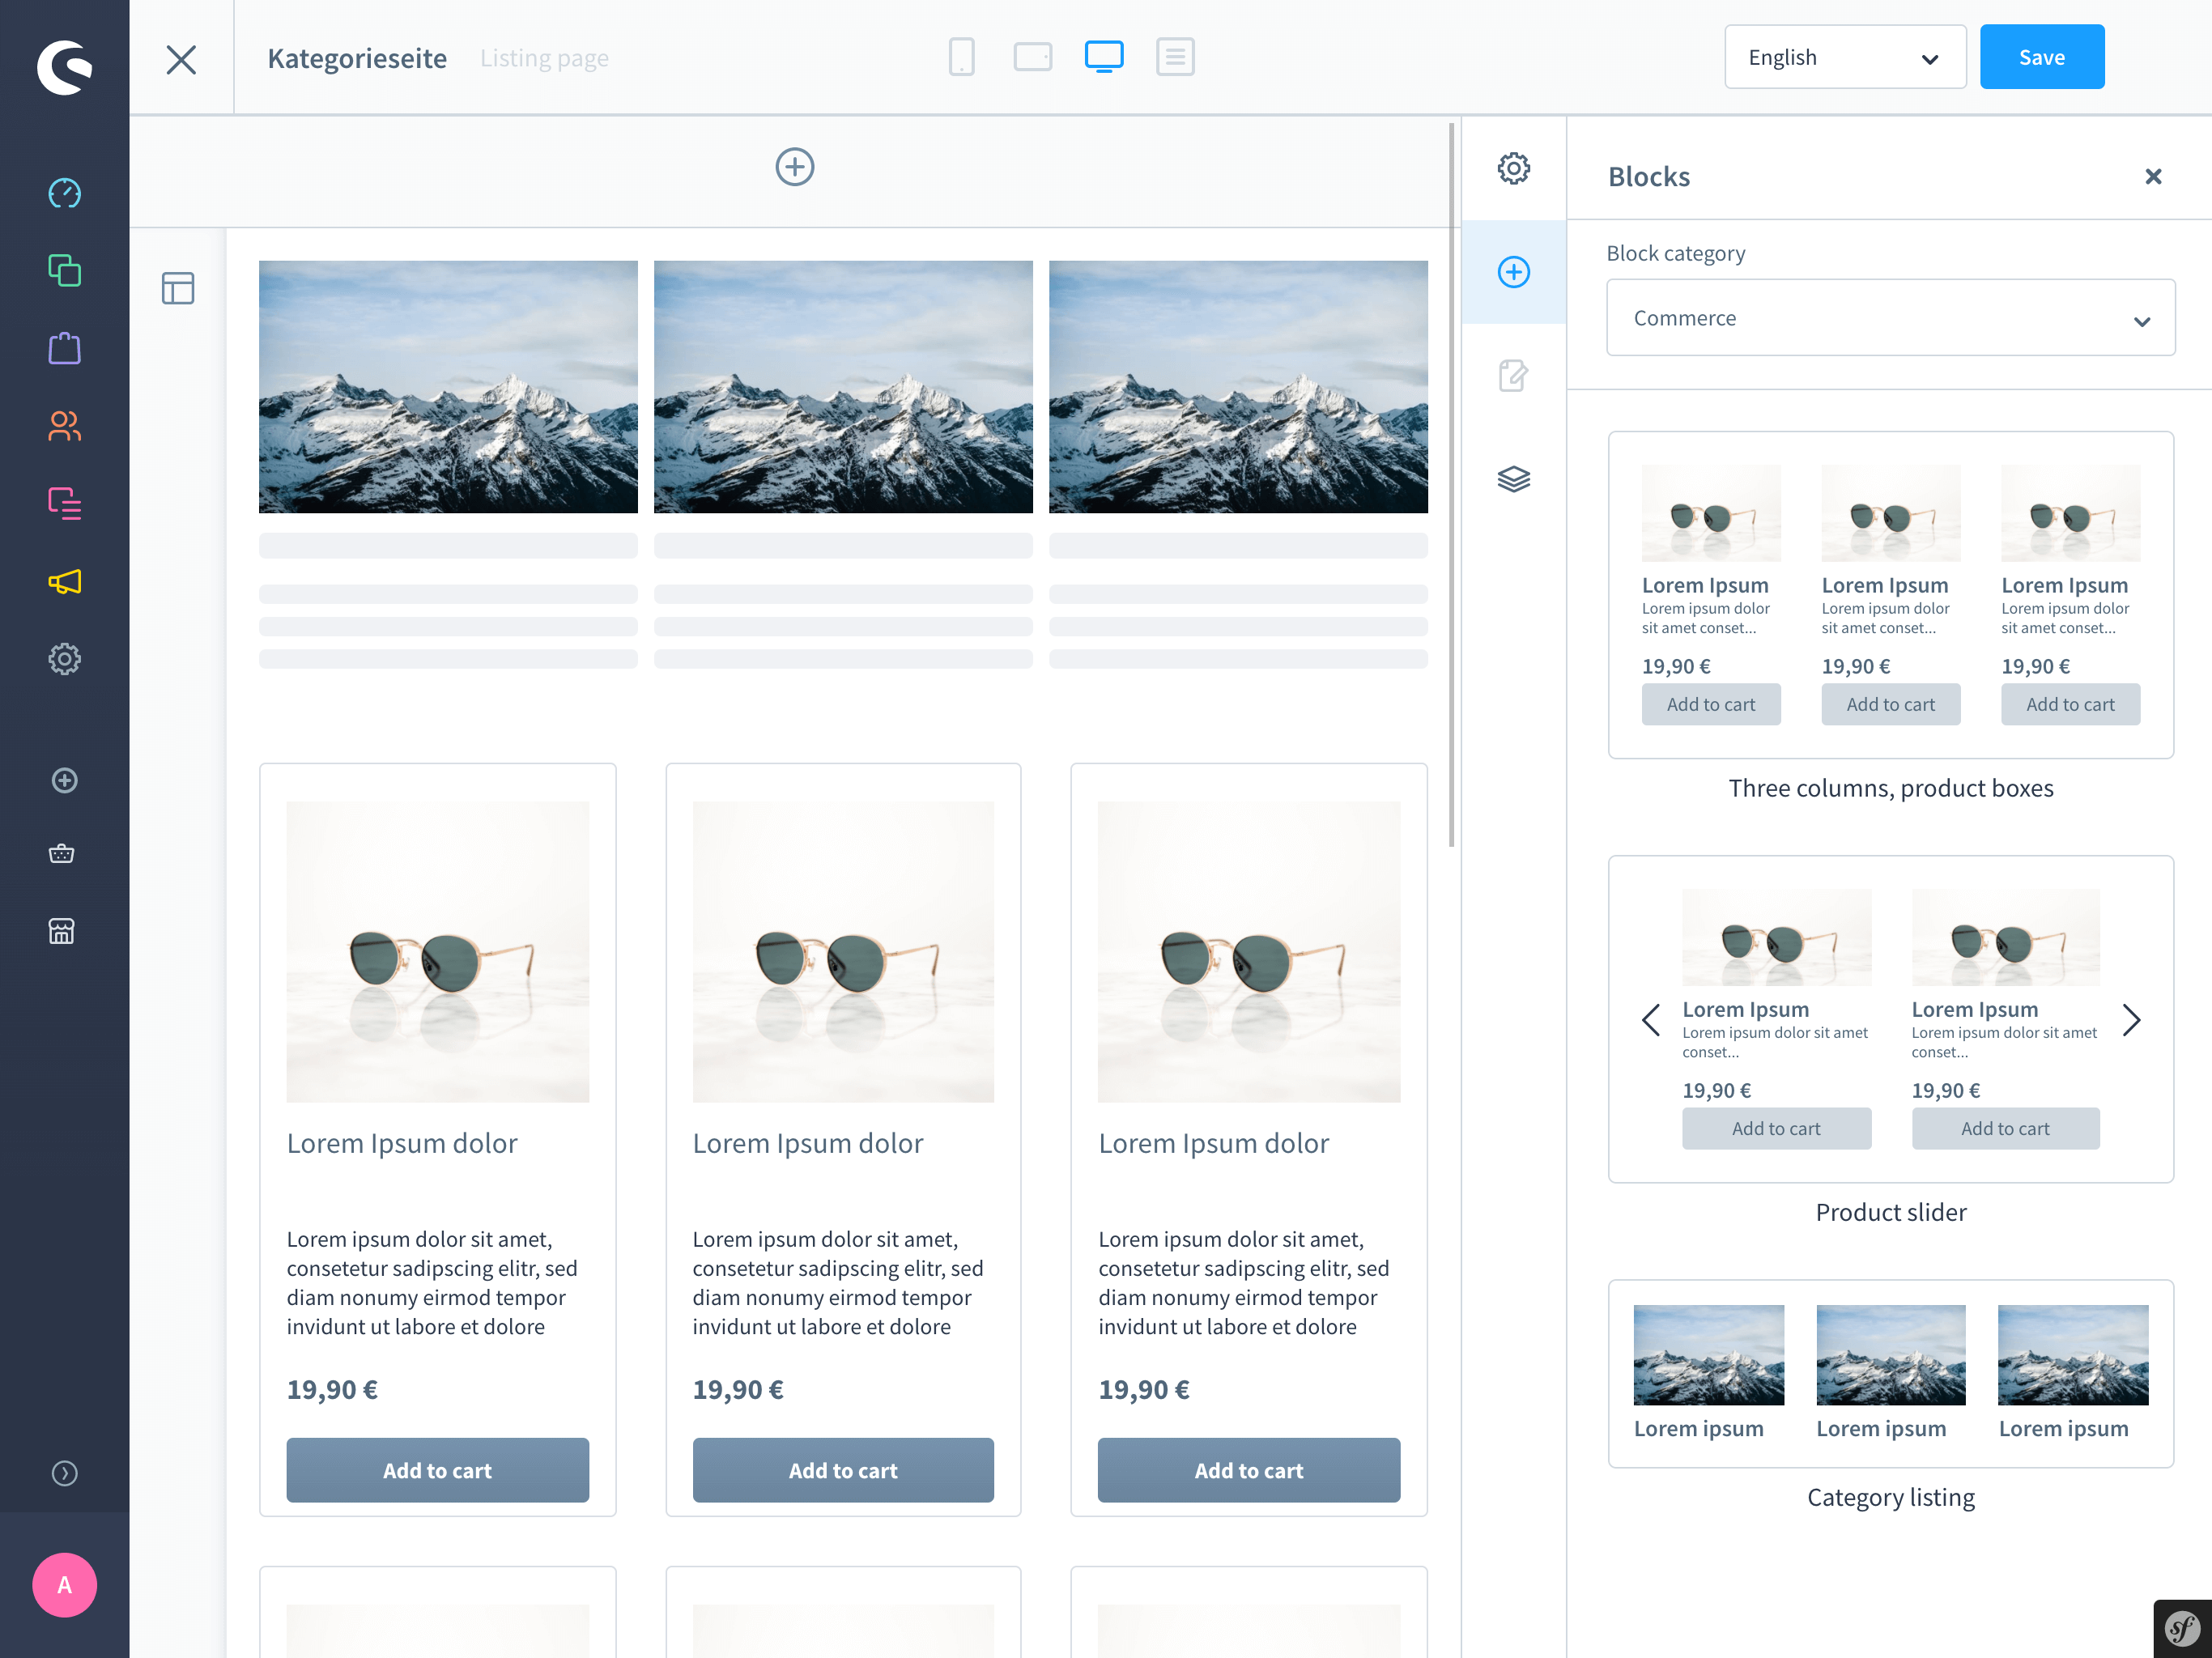 Kategorieseite
Listing page
English
Save
Lorem Ipsum dolor
Lorem ipsum dolor sit amet,
consetetur sadipscing elitr, sed
diam nonumy eirmod tempor
invidunt ut labore et dolore
19,90 €
Add to cart
Lorem Ipsum dolor
Lorem ipsum dolor sit amet,
consetetur sadipscing elitr, sed
diam nonumy eirmod tempor
invidunt ut labore et dolore
19,90 €
Add to cart
Lorem Ipsum dolor
Lorem ipsum dolor sit amet,
consetetur sadipscing elitr, sed
diam nonumy eirmod tempor
invidunt ut labore et dolore
19,90 €
Add to cart
Blocks
Block category
Commerce
Lorem Ipsum
Lorem ipsum dolor
sit amet conset...
19,90 €
Add to cart
Lorem Ipsum
Lorem ipsum dolor
sit amet conset...
19,90 €
Add to cart
Lorem Ipsum
Lorem ipsum dolor
sit amet conset...
19,90 €
Add to cart
Three columns, product boxes
Lorem Ipsum
Lorem ipsum dolor sit amet
conset...
19,90 €
Add to cart
Lorem Ipsum
Lorem ipsum dolor sit amet
conset...
19,90 €
Add to cart
Product slider
Lorem ipsum
Lorem ipsum
Lorem ipsum
Category listing
A
sf